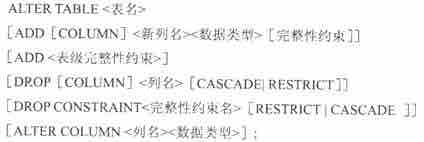 ALTER TABLE <表名>
[ADD [COLUMN] <新列名><数据类型> [完整性约束]]
[ADD <表级完整性约束>]
[DROP [COLUMN] <列名> [CASCADE| RESTRICT]]
[DROP CONSTRAINT<完整性约束名> [RESTRICT | CASCADE ]]
[ALTER COLUMN <列名><数据类型>] ;